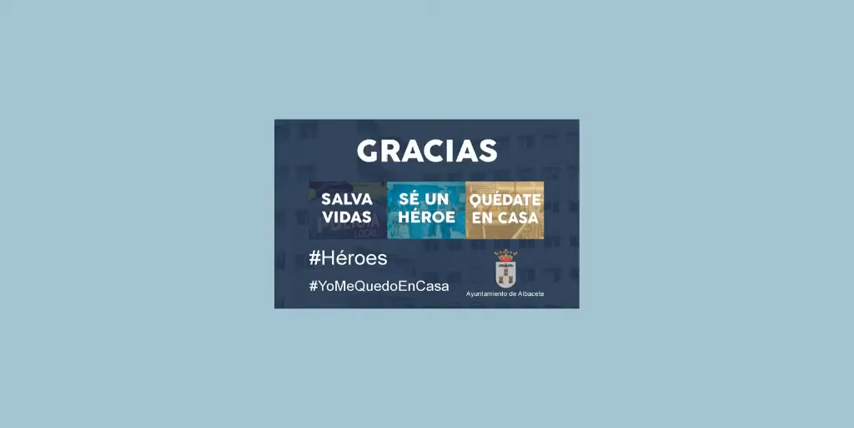 GRACIAS
SALVA
VIDAS
SÉ UN
HÉROE
QUÉDATE
EN CASA
#Héroes
#YoMeQuedoEnCasa
Ayuntamiento de Albacete